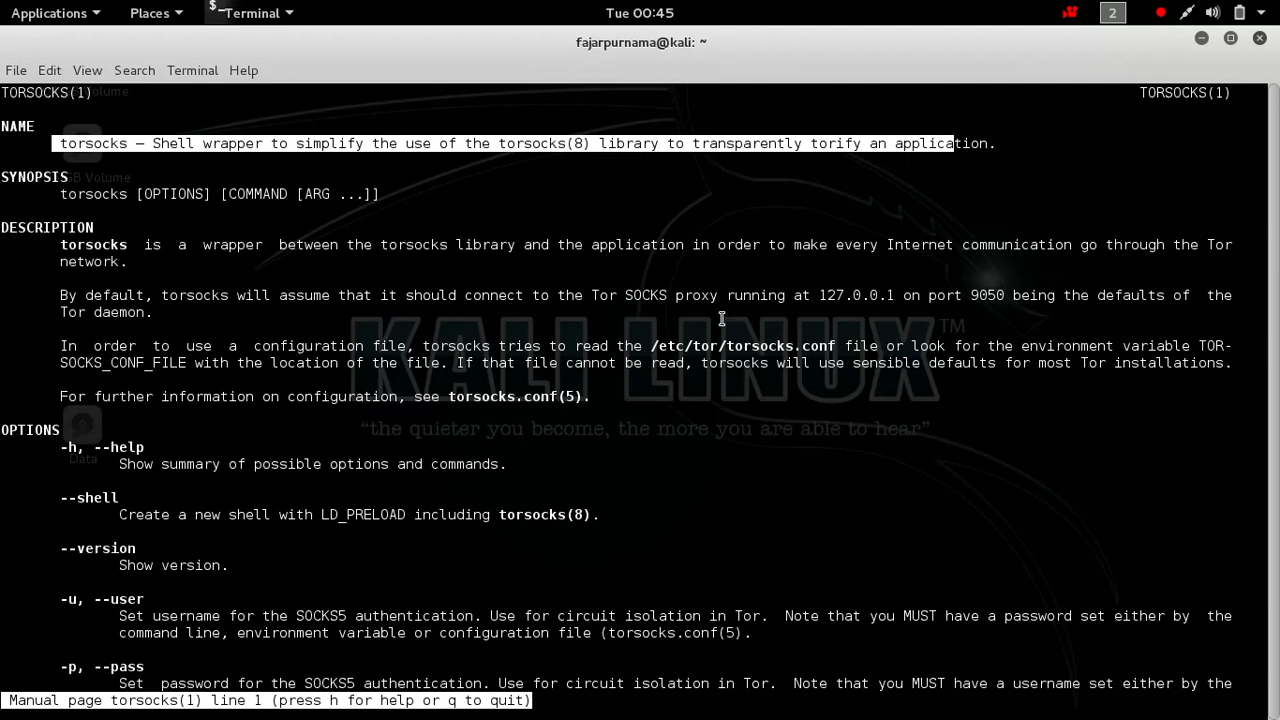 Applications Places $_ Terminal Tue 00:45 2
fajarpurnama@kali: ~
File Edit View Search Terminal Help
TORSOCKS(1) TORSOCKS(1)
NAME
torsocks — Shell wrapper to simplify the use of the torsocks(8) library to transparently torify an application.
SYNOPSIS
torsocks [OPTIONS] [COMMAND [ARG ...]]
DESCRIPTION
torsocks is a wrapper between the torsocks library and the application in order to make every Internet communication go through the Tor
network.
By default, torsocks will assume that it should connect to the Tor SOCKS proxy running at 127.0.0.1 on port 9050 being the defaults of the
Tor daemon.
In order to use a configuration file, torsocks tries to read the /etc/tor/torsocks.conf file or look for the environment variable TOR-
SOCKS_CONF_FILE with the location of the file. If that file cannot be read, torsocks will use sensible defaults for most Tor installations.
For further information on configuration, see torsocks.conf(5).
KALI LINUX™
"the quieter you become, the more you are able to hear"
OPTIONS
-h, --help
Data
Show summary of possible options and commands.
--shell
Create a new shell with LD_PRELOAD including torsocks(8).
--version
Show version.
-u, --user
Set username for the SOCKS5 authentication. Use for circuit isolation in Tor. Note that you MUST have a password set either by the
command line, environment variable or configuration file (torsocks.conf(5).
-p, --pass
Set password for the SOCKS5 authentication. Use for circuit isolation in Tor. Note that you MUST have a username set either by the
Manual page torsocks(1) line 1 (press h for help or q to quit)